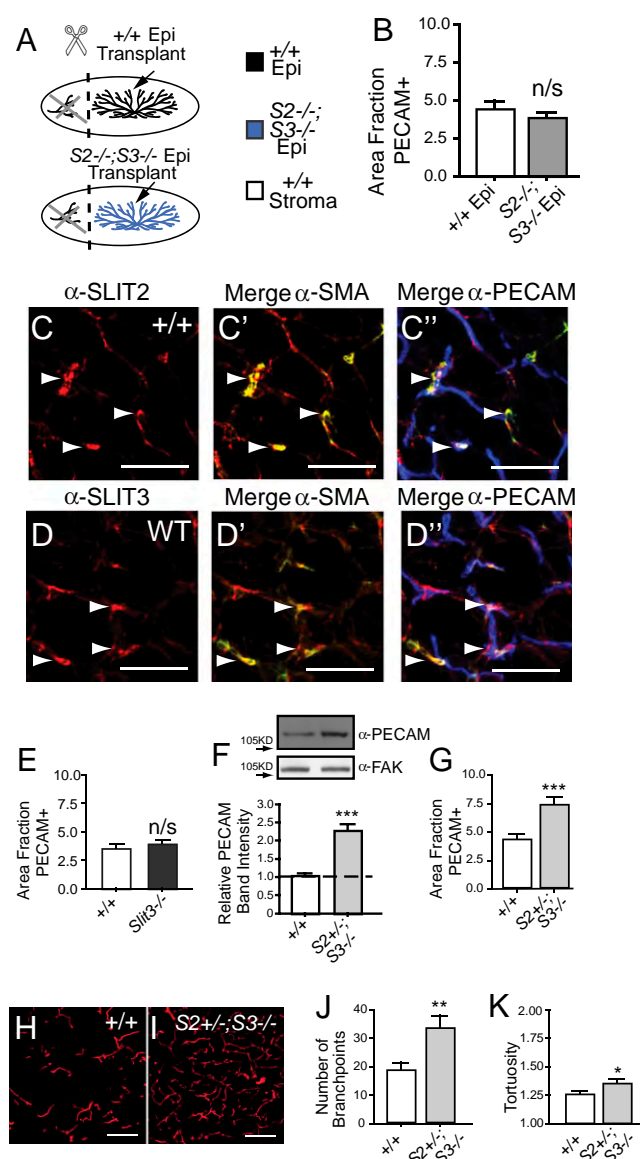 A
+/+ Epi
Transplant
S2-/-;S3-/- Epi
Transplant
+/+
Epi
S2-/-;
S3-/-
Epi
+/+
Stroma
B
Area Fraction
PECAM+
10.0
7.5
5.0
2.5
0.0
n/s
+/+ Epi
S2-/-;
S3-/- Epi
α-SLIT2
Merge α-SMA
Merge α-PECAM
C
+/+
C'
C''
α-SLIT3
Merge α-SMA
Merge α-PECAM
D
WT
D'
D''
E
Area Fraction
PECAM+
10.0
7.5
5.0
2.5
0.0
n/s
+/+
Slit3-/-
F
105KD
α-PECAM
105KD
α-FAK
Relative PECAM
Band Intensity
3.0
2.5
2.0
1.5
1.0
0.5
0
***
+/+
S2+/-;
S3-/-
G
Area Fraction
PECAM+
10.0
7.5
5.0
2.5
0.0
***
+/+
S2+/-;
S3-/-
H
+/+
I
S2+/-;S3-/-
J
Number of
Branchpoints
40
30
20
10
0
**
+/+
S2+/-;
S3-/-
K
Tortuosity
2.00
1.75
1.50
1.25
1.00
*
+/+
S2+/-;
S3-/-